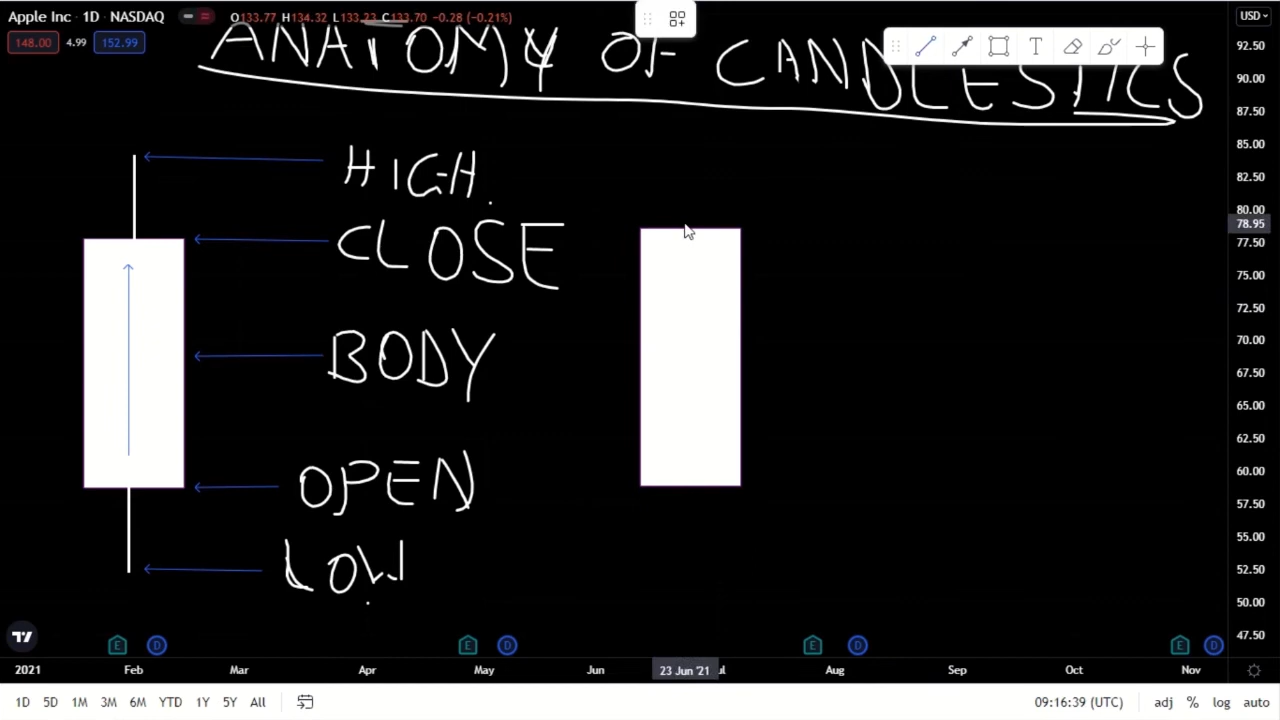 Apple Inc · 1D · NASDAQ O133.77 H134.32 L133.23 C133.70 −0.28 (−0.21%)
USD
148.00 4.99 152.99
ANATOMY OF CANDLESTICS
T
92.50
90.00
87.50
85.00
82.50
80.00
78.95
77.50
75.00
72.50
70.00
67.50
65.00
62.50
60.00
57.50
55.00
52.50
50.00
47.50
HIGH.
CLOSE
BODY
OPEN
LOW
E D E D E D E D
2021 Feb Mar Apr May Jun 23 Jun '21 Aug Sep Oct Nov
1D 5D 1M 3M 6M YTD 1Y 5Y All 09:16:39 (UTC) adj % log auto